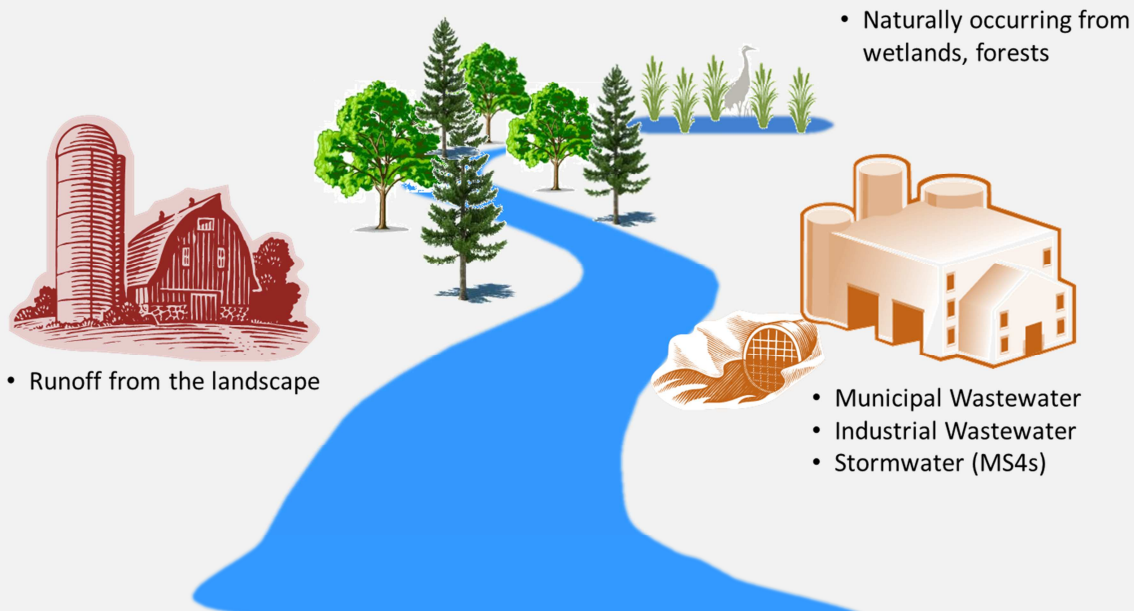 • Naturally occurring from
wetlands, forests
• Runoff from the landscape
• Municipal Wastewater
• Industrial Wastewater
• Stormwater (MS4s)